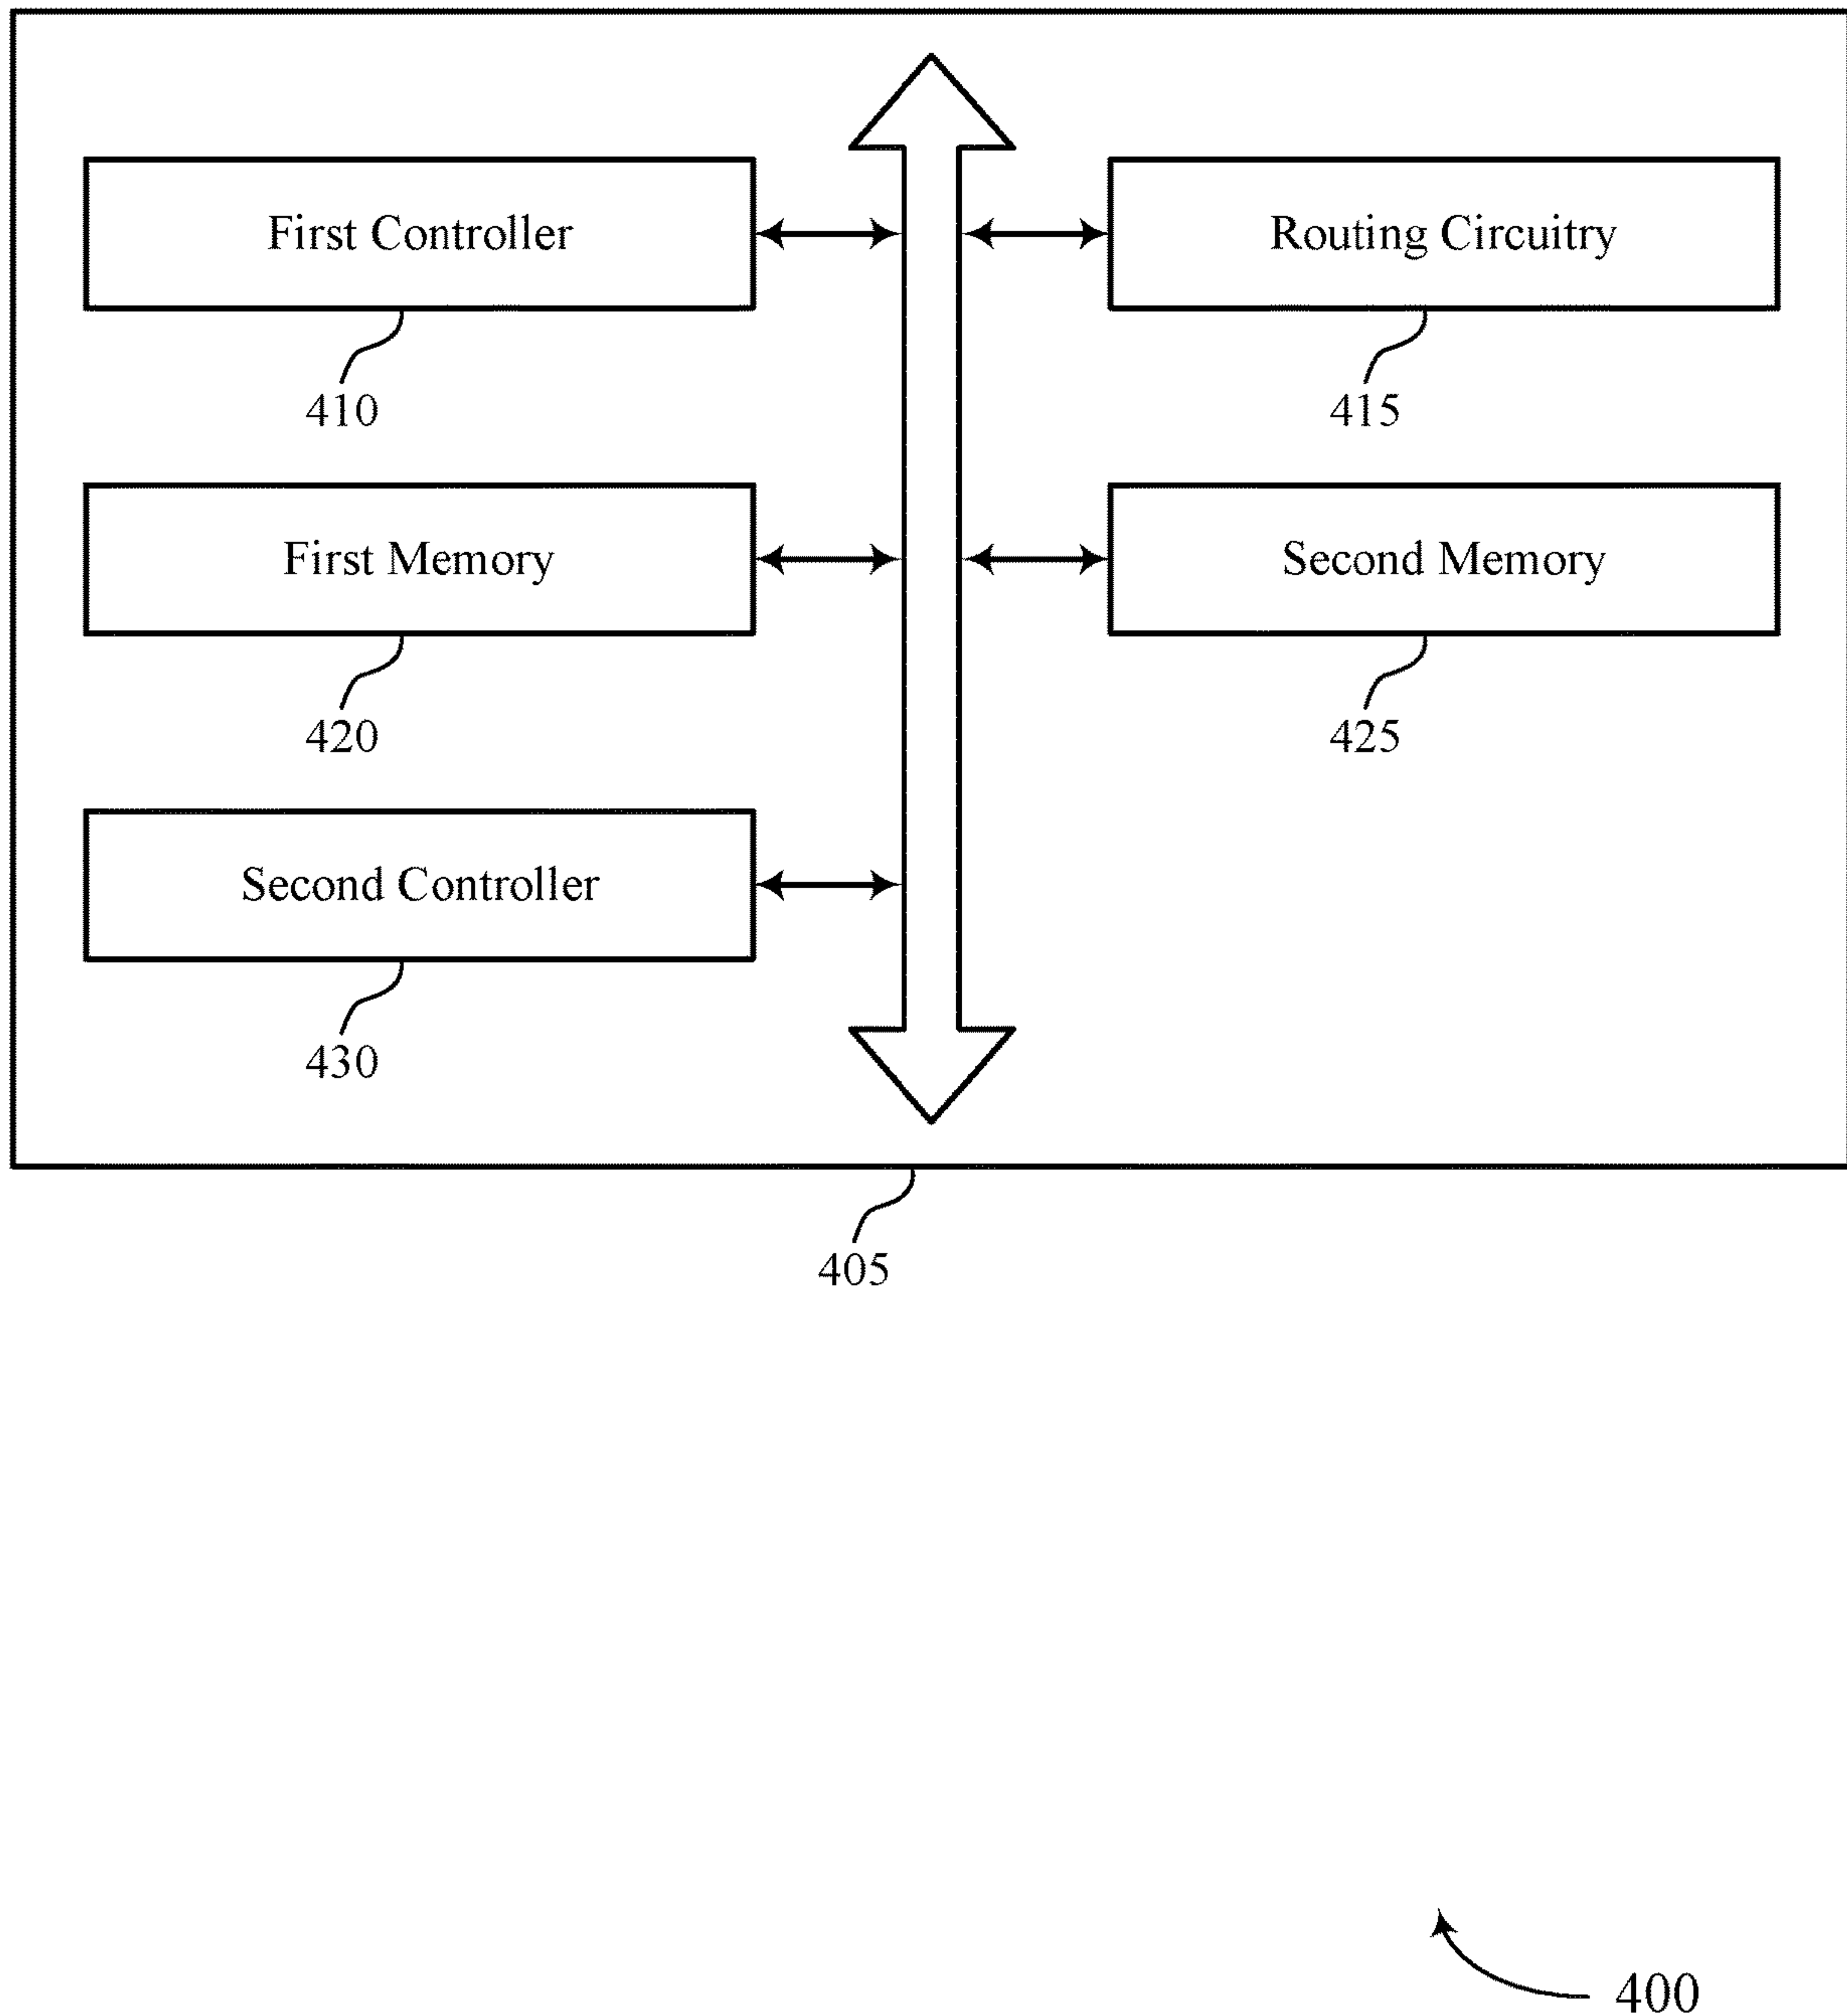 First Controller
Routing Circuitry
410
415
First Memory
Second Memory
420
425
Second Controller
430
405
400